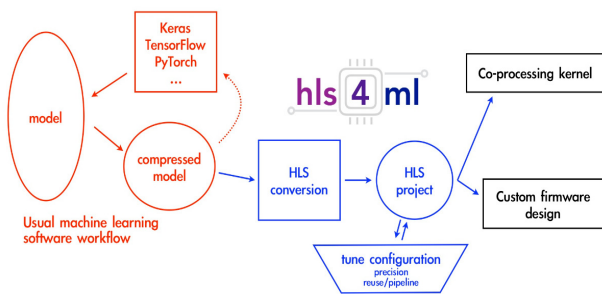 Keras
TensorFlow
PyTorch
...
model
compressed
model
Usual machine learning
software workflow
hls 4 ml
HLS
conversion
HLS
project
tune configuration
precision
reuse/pipeline
Co-processing kernel
Custom firmware
design